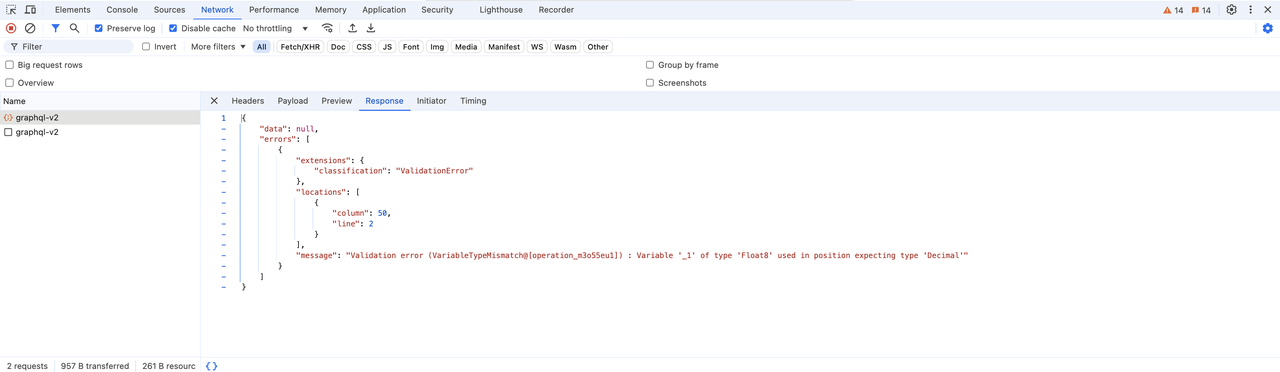 Elements Console Sources Network Performance Memory Application Security Lighthouse Recorder 14 14
Preserve log Disable cache No throttling
Filter Invert More filters All Fetch/XHR Doc CSS JS Font Img Media Manifest WS Wasm Other
Big request rows Group by frame
Overview Screenshots
Name Headers Payload Preview Response Initiator Timing
graphql-v2
graphql-v2
1 {
- "data": null,
- "errors": [
- {
- "extensions": {
- "classification": "ValidationError"
- },
- "locations": [
- {
- "column": 50,
- "line": 2
- }
- ],
- "message": "Validation error (VariableTypeMismatch@[operation_m3o55eu1]) : Variable '_1' of type 'Float8' used in position expecting type 'Decimal'"
- }
- ]
- }
2 requests 957 B transferred 261 B resourc {}